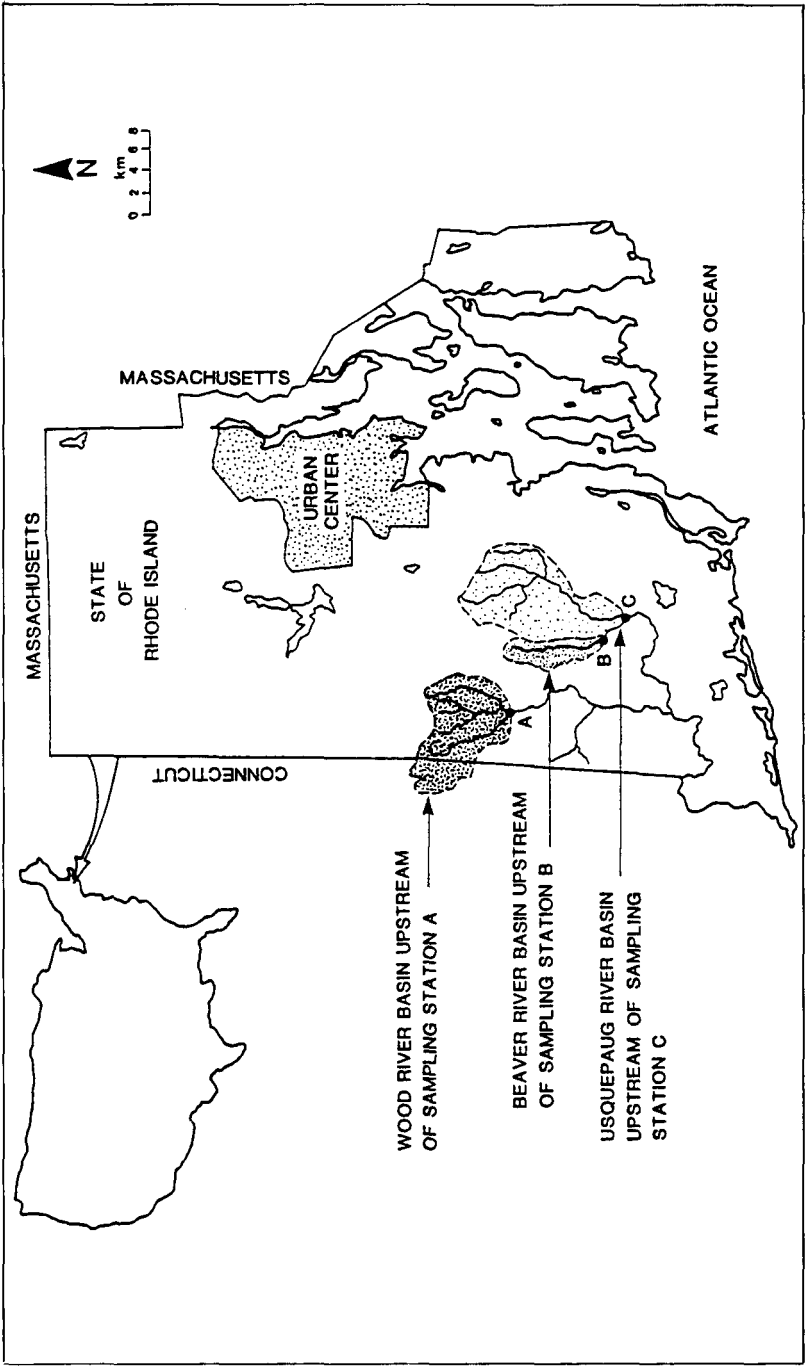 MASSACHUSETTS
N
km
0 2 4 6 8
STATE
OF
RHODE ISLAND
MASSACHUSETTS
URBAN
CENTER
CONNECTICUT
WOOD RIVER BASIN UPSTREAM
OF SAMPLING STATION A
A
BEAVER RIVER BASIN UPSTREAM
OF SAMPLING STATION B
B
C
USQUEPAUG RIVER BASIN
UPSTREAM OF SAMPLING
STATION C
ATLANTIC OCEAN